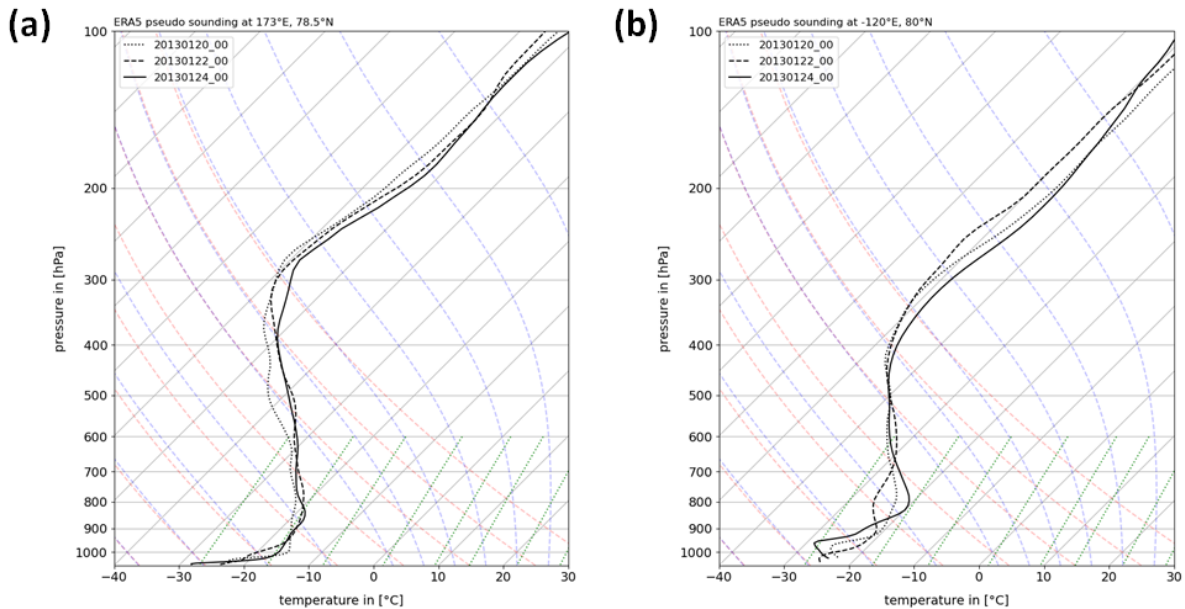 (a)
ERA5 pseudo sounding at 173°E, 78.5°N
20130120_00
20130122_00
20130124_00
100
200
300
400
500
600
700
800
900
1000
pressure in [hPa]
−40 −30 −20 −10 0 10 20 30
temperature in [°C]
(b)
ERA5 pseudo sounding at -120°E, 80°N
20130120_00
20130122_00
20130124_00
100
200
300
400
500
600
700
800
900
1000
pressure in [hPa]
−40 −30 −20 −10 0 10 20 30
temperature in [°C]